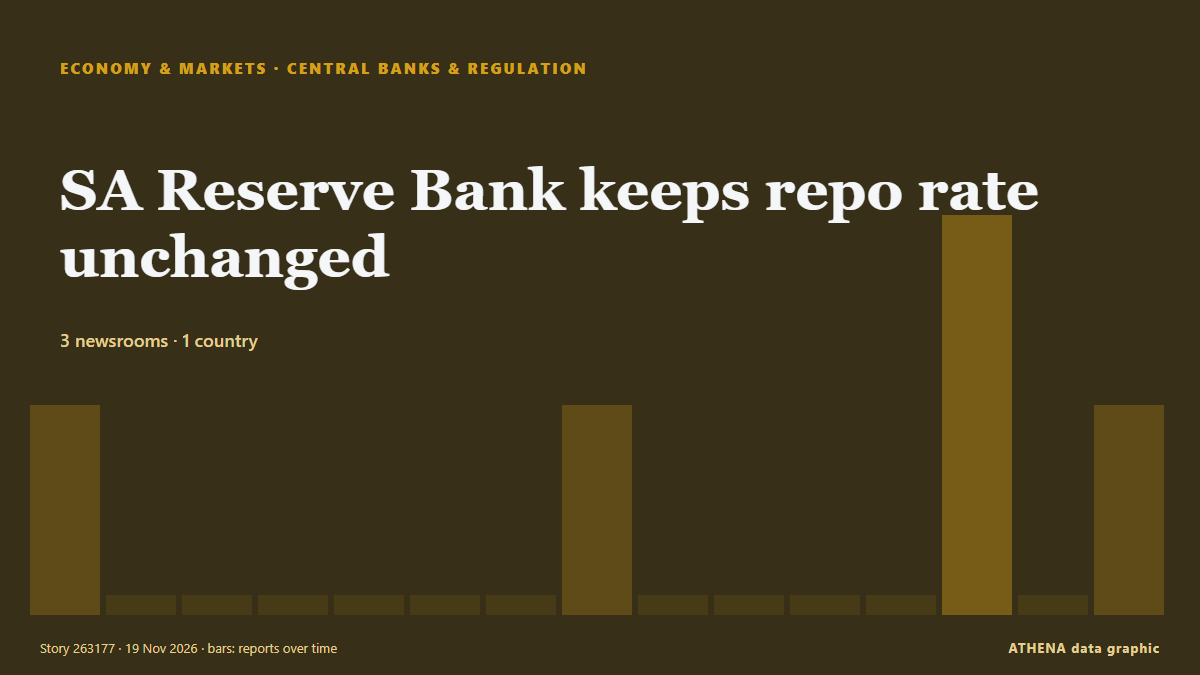 ECONOMY & MARKETS · CENTRAL BANKS & REGULATION
SA Reserve Bank keeps repo rate
unchanged
3 newsrooms · 1 country
Story 263177 · 19 Nov 2026 · bars: reports over time
ATHENA data graphic